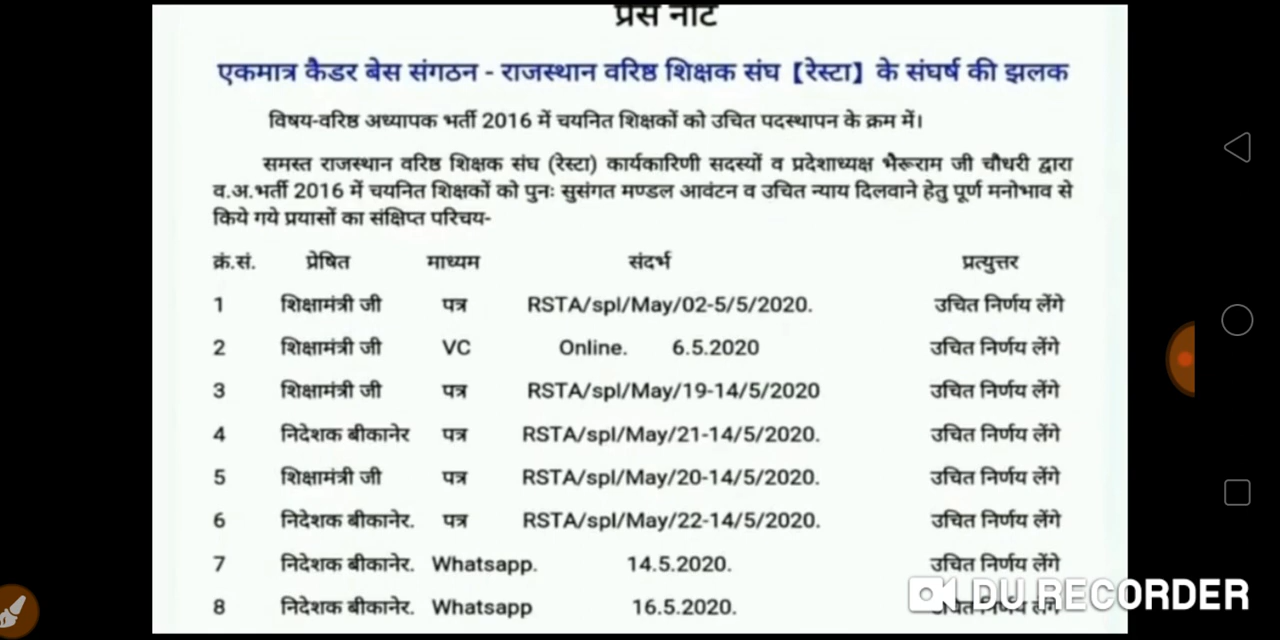 प्रेस नोट
एकमात्र कैडर बेस संगठन - राजस्थान वरिष्ठ शिक्षक संघ【रेस्टा】के संघर्ष की झलक
विषय-वरिष्ठ अध्यापक भर्ती 2016 में चयनित शिक्षकों को उचित पदस्थापन के क्रम में।
समस्त राजस्थान वरिष्ठ शिक्षक संघ (रेस्टा) कार्यकारिणी सदस्यों व प्रदेशाध्यक्ष भैरूराम जी चौधरी द्वारा
व.अ.भर्ती 2016 में चयनित शिक्षकों को पुनः सुसंगत मण्डल आवंटन व उचित न्याय दिलवाने हेतु पूर्ण मनोभाव से
किये गये प्रयासों का संक्षिप्त परिचय-
क्रं.सं. प्रेषित माध्यम संदर्भ प्रत्युत्तर
1 शिक्षामंत्री जी पत्र RSTA/spl/May/02-5/5/2020. उचित निर्णय लेंगे
2 शिक्षामंत्री जी VC Online. 6.5.2020 उचित निर्णय लेंगे
3 शिक्षामंत्री जी पत्र RSTA/spl/May/19-14/5/2020 उचित निर्णय लेंगे
4 निदेशक बीकानेर पत्र RSTA/spl/May/21-14/5/2020. उचित निर्णय लेंगे
5 शिक्षामंत्री जी पत्र RSTA/spl/May/20-14/5/2020. उचित निर्णय लेंगे
6 निदेशक बीकानेर. पत्र RSTA/spl/May/22-14/5/2020. उचित निर्णय लेंगे
7 निदेशक बीकानेर. Whatsapp. 14.5.2020. उचित निर्णय लेंगे
8 निदेशक बीकानेर. Whatsapp 16.5.2020. उचित निर्णय लेंगे
DU RECORDER